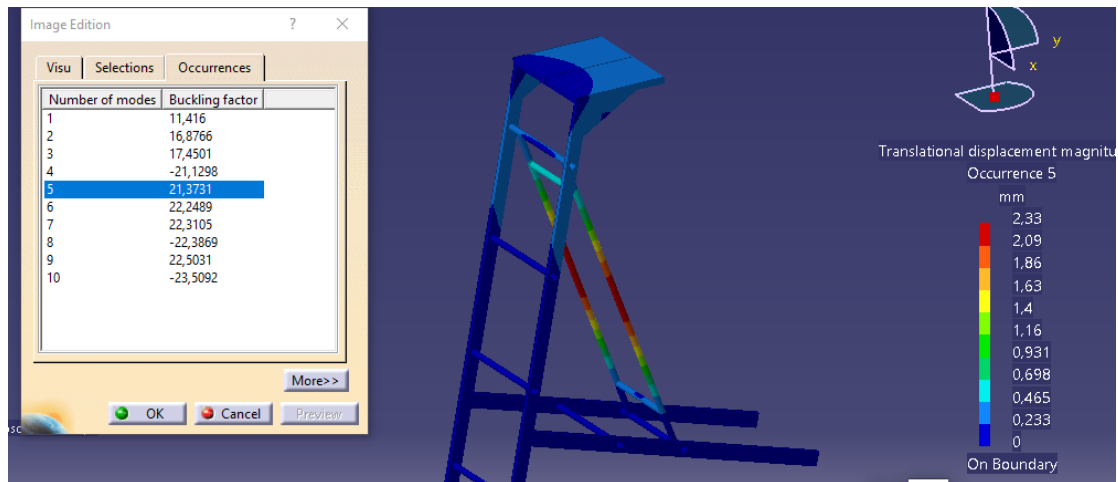 Image Edition ? ×
Visu Selections Occurrences
Number of modes Buckling factor
1 11,416
2 16,8766
3 17,4501
4 -21,1298
5 21,3731
6 22,2489
7 22,3105
8 -22,3869
9 22,5031
10 -23,5092
More>>
OK Cancel Preview
y
x
Translational displacement magnitu
Occurrence 5
mm
2,33
2,09
1,86
1,63
1,4
1,16
0,931
0,698
0,465
0,233
0
On Boundary